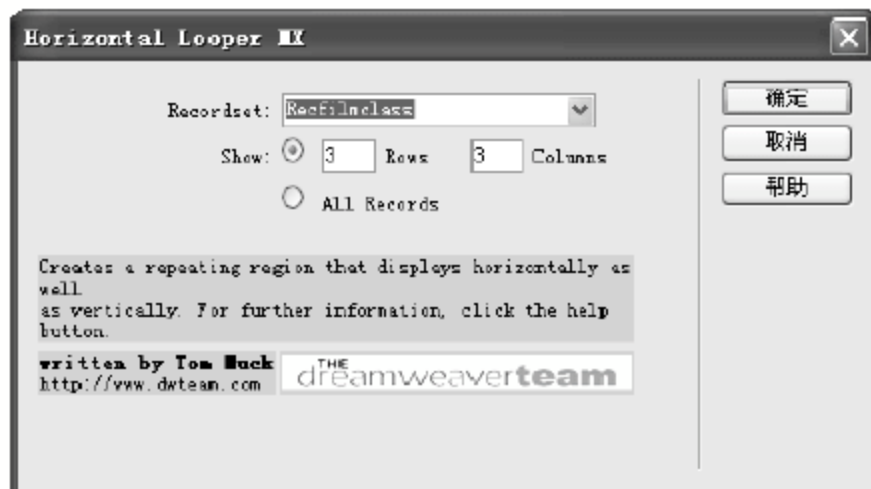 Horizontal Looper MX
Recordset: Recfilmclass
Show: 3 Rows 3 Columns
All Records
确定
取消
帮助
Creates a repeating region that displays horizontally as
well
as vertically. For further information, click the help
button.
written by Tom Muck
http://www.dwteam.com
THE
dreamweaverteam